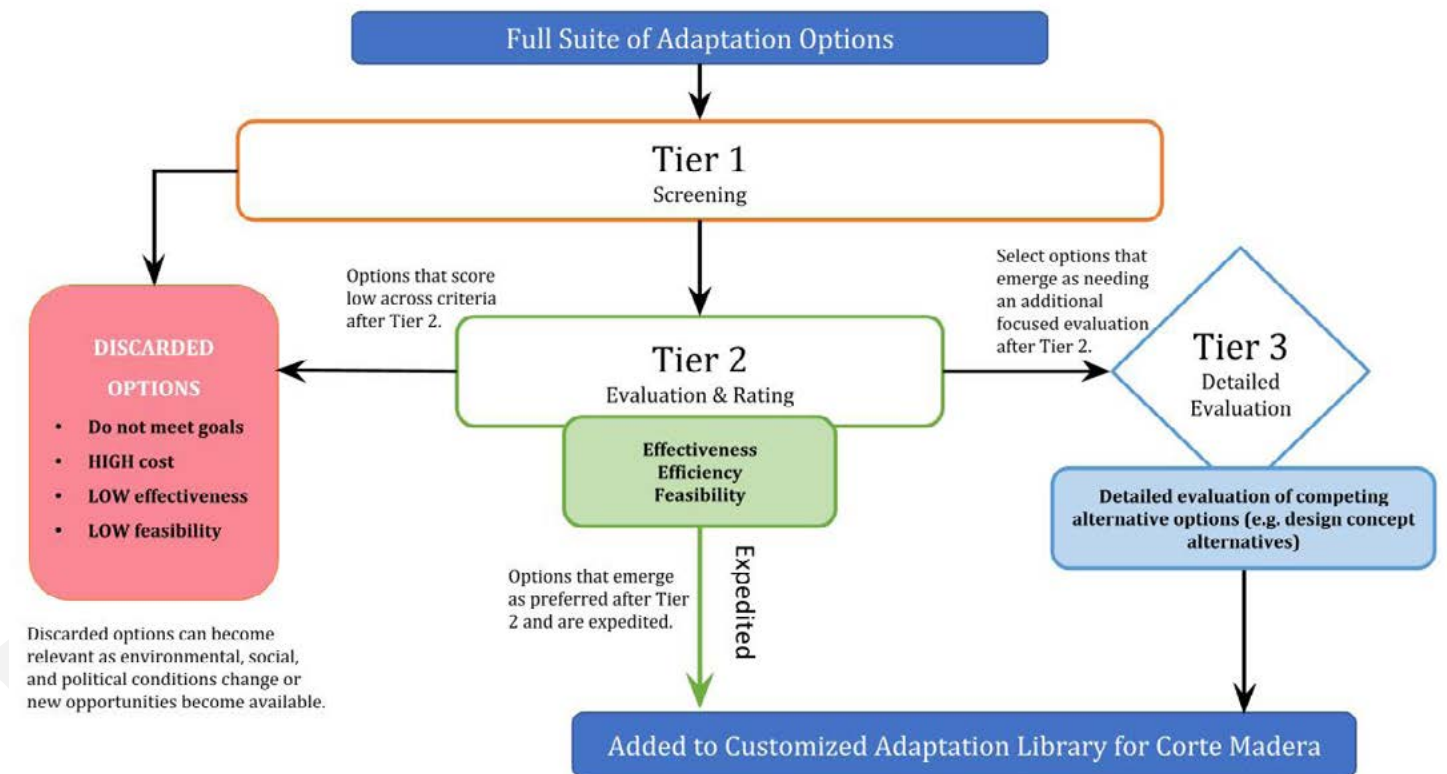 Full Suite of Adaptation Options
Tier 1
Screening
Options that score
low across criteria
after Tier 2.
Select options that
emerge as needing
an additional
focused evaluation
after Tier 2.
DISCARDED
OPTIONS
• Do not meet goals
• HIGH cost
• LOW effectiveness
• LOW feasibility
Tier 2
Evaluation & Rating
Effectiveness
Efficiency
Feasibility
Tier 3
Detailed
Evaluation
Detailed evaluation of competing
alternative options (e.g. design concept
alternatives)
Options that emerge
as preferred after Tier
2 and are expedited.
Expedited
Discarded options can become
relevant as environmental, social,
and political conditions change or
new opportunities become available.
Added to Customized Adaptation Library for Corte Madera